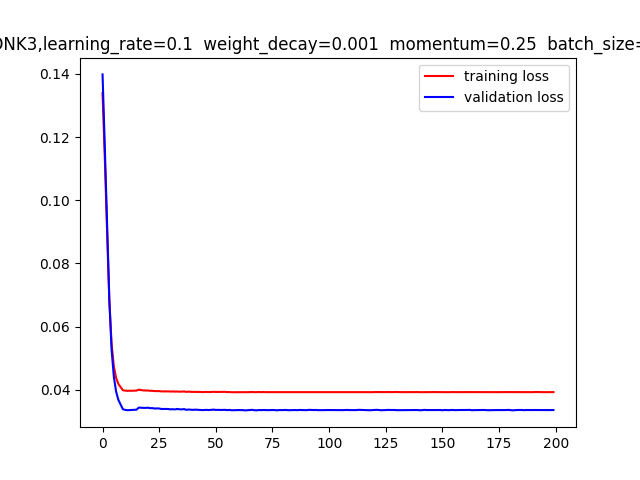 ONK3,learning_rate=0.1  weight_decay=0.001  momentum=0.25  batch_size=
training loss
validation loss
0.14
0.12
0.10
0.08
0.06
0.04
0 25 50 75 100 125 150 175 200